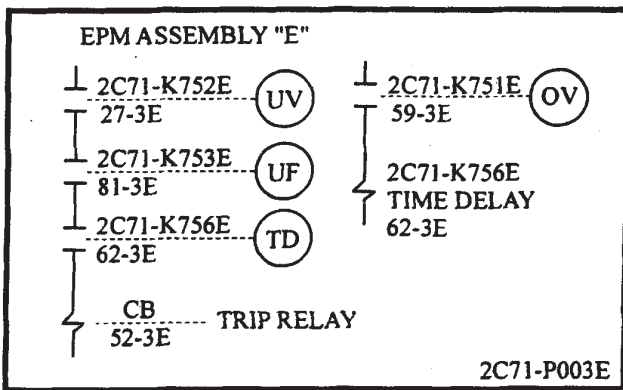 EPM ASSEMBLY "E"
2C71-K752E
27-3E
UV
2C71-K753E
81-3E
UF
2C71-K756E
62-3E
TD
CB
52-3E
TRIP RELAY
2C71-K751E
59-3E
OV
2C71-K756E
TIME DELAY
62-3E
2C71-P003E